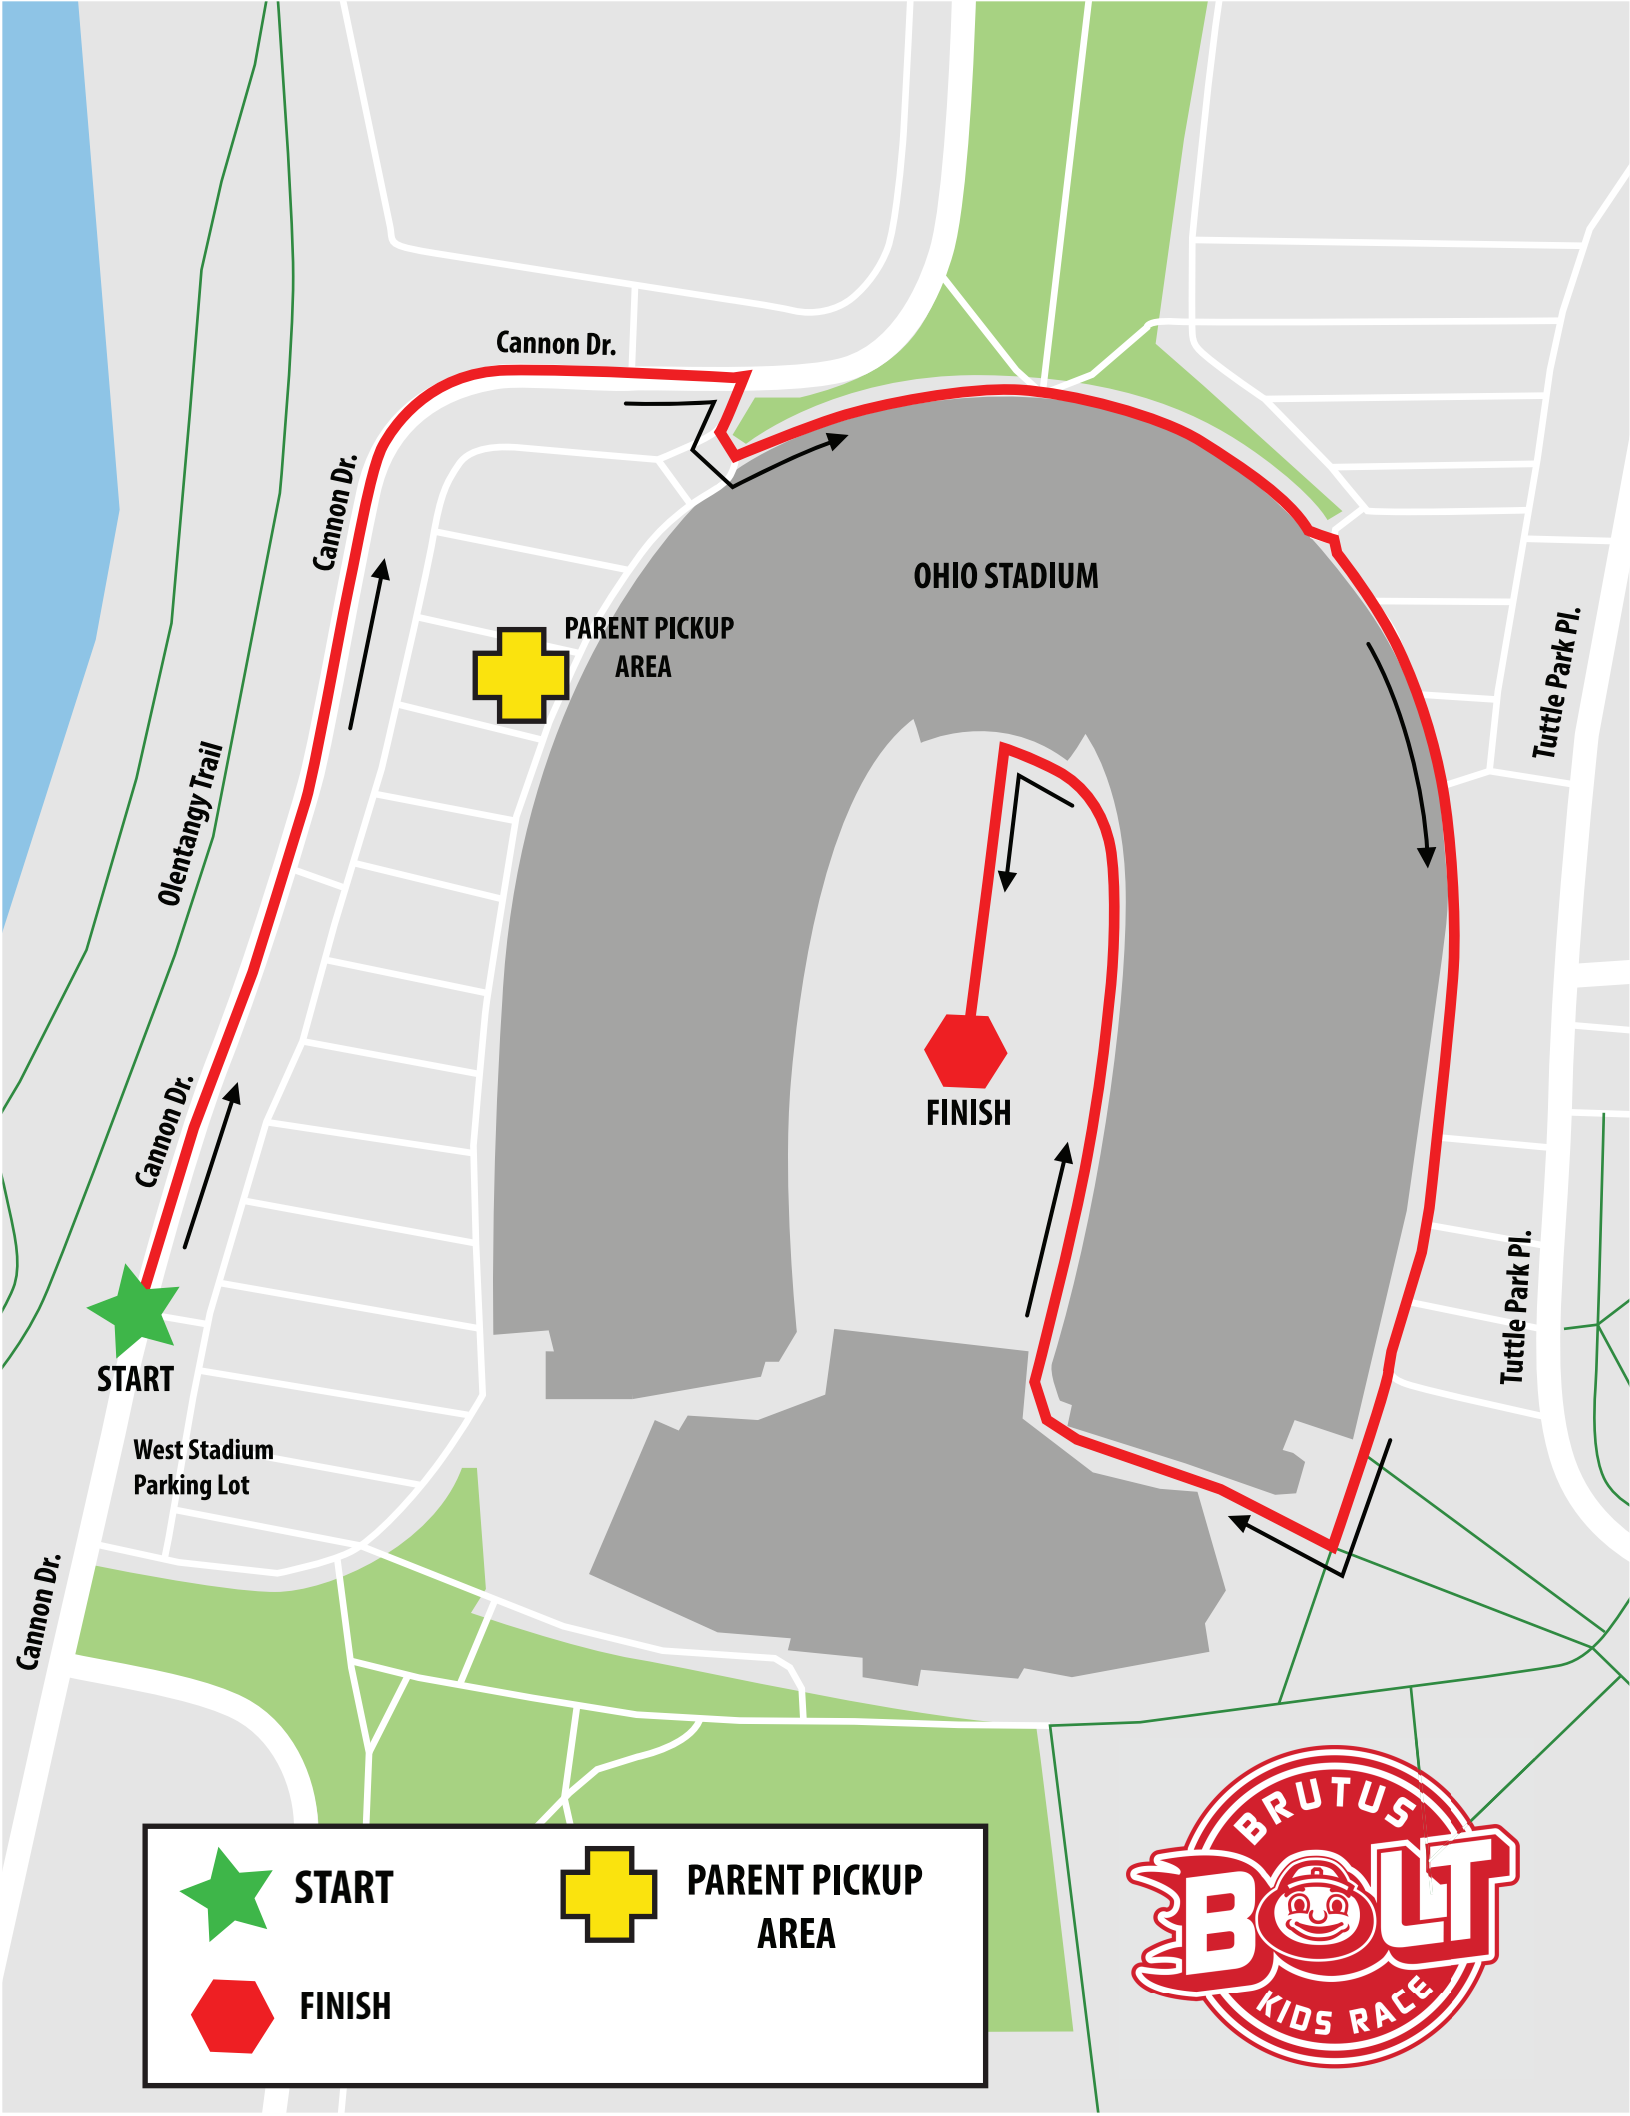 Cannon Dr.
Cannon Dr.
OHIO STADIUM
PARENT PICKUP
AREA
Tuttle Park Pl.
Olentangy Trail
Cannon Dr.
FINISH
Tuttle Park Pl.
START
West Stadium
Parking Lot
Cannon Dr.
START
PARENT PICKUP
AREA
FINISH
BRUTUS
BOLT
KIDS RACE